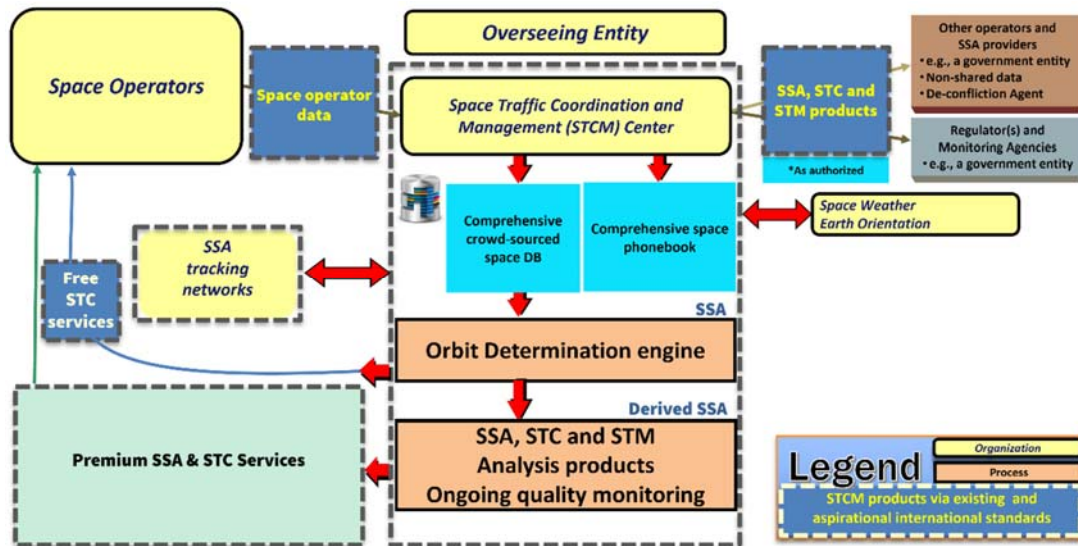 Overseeing Entity
Space Operators
Space operator
data
Space Traffic Coordination and
Management (STCM) Center
SSA, STC and
STM products
*As authorized
Other operators and
SSA providers
• e.g., a government entity
• Non-shared data
• De-confliction Agent
Regulator(s) and
Monitoring Agencies
• e.g., a government entity
Comprehensive
crowd-sourced
space DB
Comprehensive space
phonebook
Space Weather
Earth Orientation
SSA
tracking
networks
Free
STC
services
SSA
Orbit Determination engine
Derived SSA
SSA, STC and STM
Analysis products
Ongoing quality monitoring
Premium SSA & STC Services
Legend
Organization
Process
STCM products via existing and
aspirational international standards